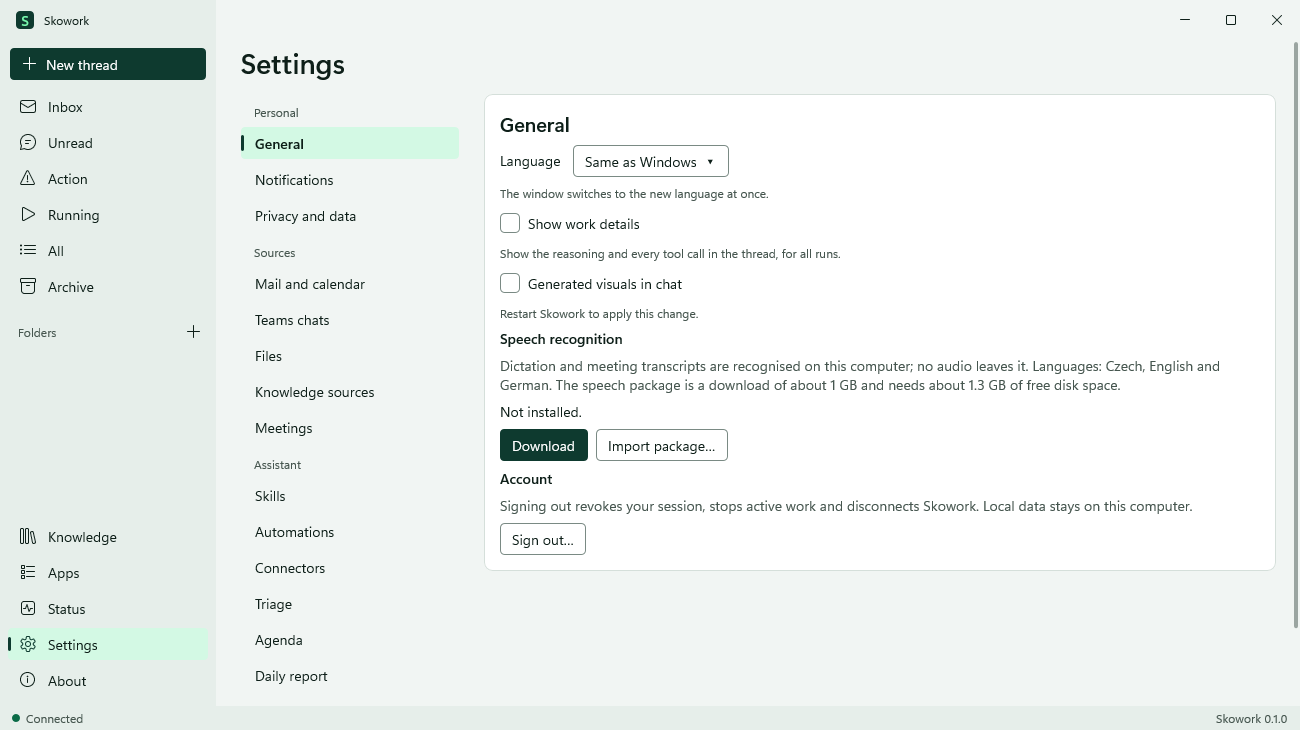 S Skowork
New thread
Inbox
Unread
Action
Running
All
Archive
Folders
Knowledge
Apps
Status
Settings
About
Connected
Settings
Personal
General
Notifications
Privacy and data
Sources
Mail and calendar
Teams chats
Files
Knowledge sources
Meetings
Assistant
Skills
Automations
Connectors
Triage
Agenda
Daily report
General
Language Same as Windows
The window switches to the new language at once.
Show work details
Show the reasoning and every tool call in the thread, for all runs.
Generated visuals in chat
Restart Skowork to apply this change.
Speech recognition
Dictation and meeting transcripts are recognised on this computer; no audio leaves it. Languages: Czech, English and
German. The speech package is a download of about 1 GB and needs about 1.3 GB of free disk space.
Not installed.
Download Import package...
Account
Signing out revokes your session, stops active work and disconnects Skowork. Local data stays on this computer.
Sign out...
Skowork 0.1.0